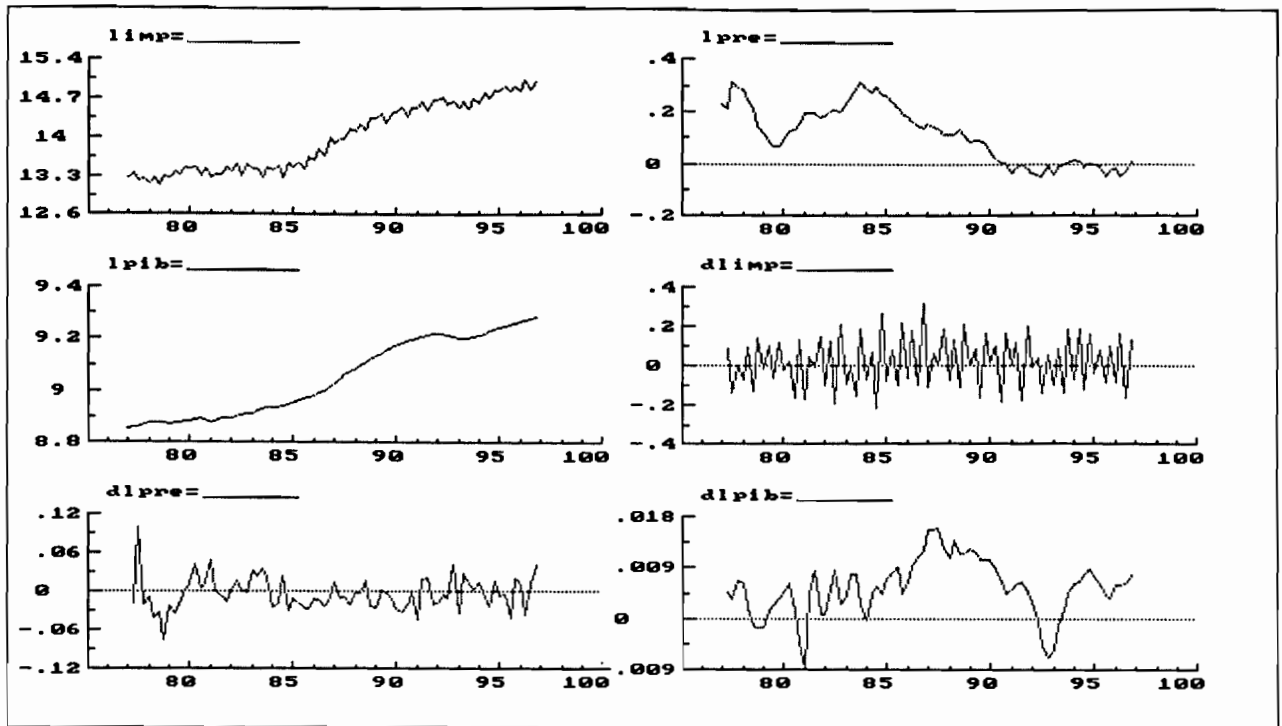 limp=
15.4
14.7
14
13.3
12.6
80 85 90 95 100
lpre=
.4
.2
0
-.2
80 85 90 95 100
lpib=
9.4
9.2
9
8.8
80 85 90 95 100
dlimp=
.4
.2
0
-.2
-.4
80 85 90 95 100
dlpre=
.12
.06
0
-.06
-.12
80 85 90 95 100
dlpib=
.018
.009
0
.009
80 85 90 95 100